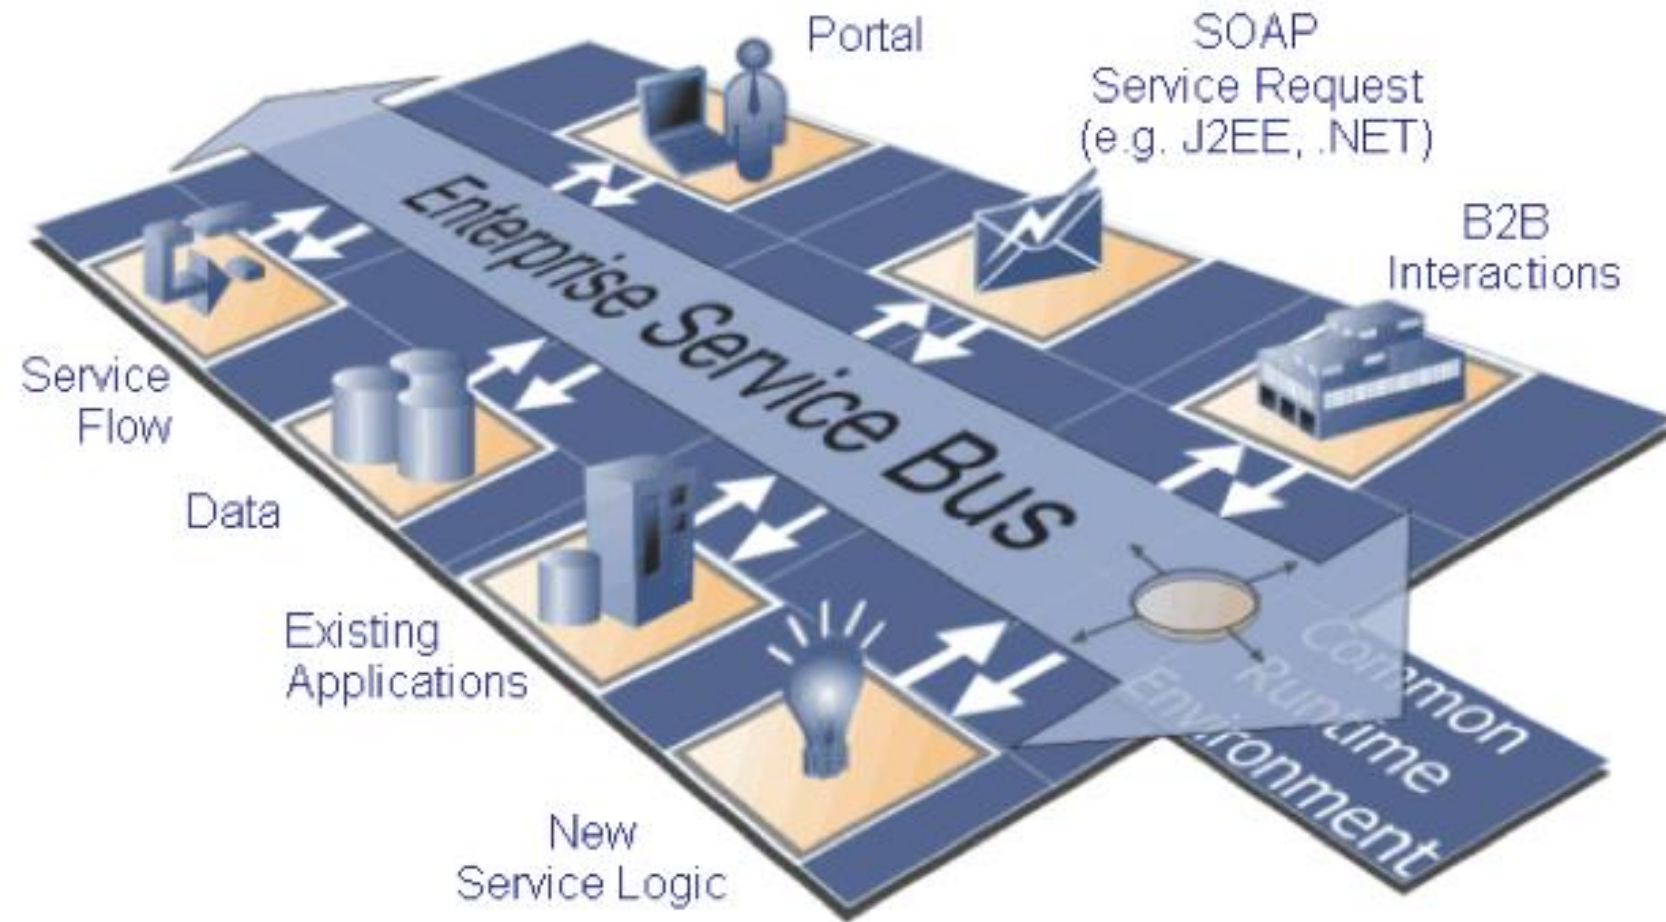 Portal
SOAP
Service Request
(e.g. J2EE, .NET)
B2B
Interactions
Enterprise Service Bus
Service
Flow
Data
Existing
Applications
New
Service Logic
Common
Runtime
Environment